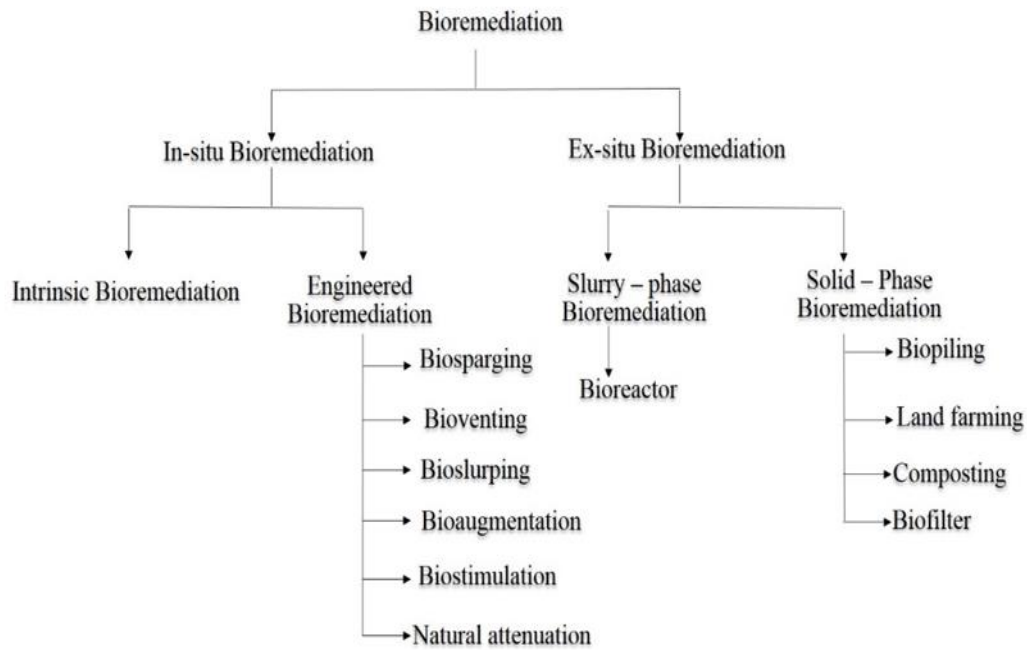 Bioremediation
In-situ Bioremediation
Ex-situ Bioremediation
Intrinsic Bioremediation
Engineered
Bioremediation
Biosparging
Bioventing
Bioslurping
Bioaugmentation
Biostimulation
Natural attenuation
Slurry – phase
Bioremediation
Bioreactor
Solid – Phase
Bioremediation
Biopiling
Land farming
Composting
Biofilter